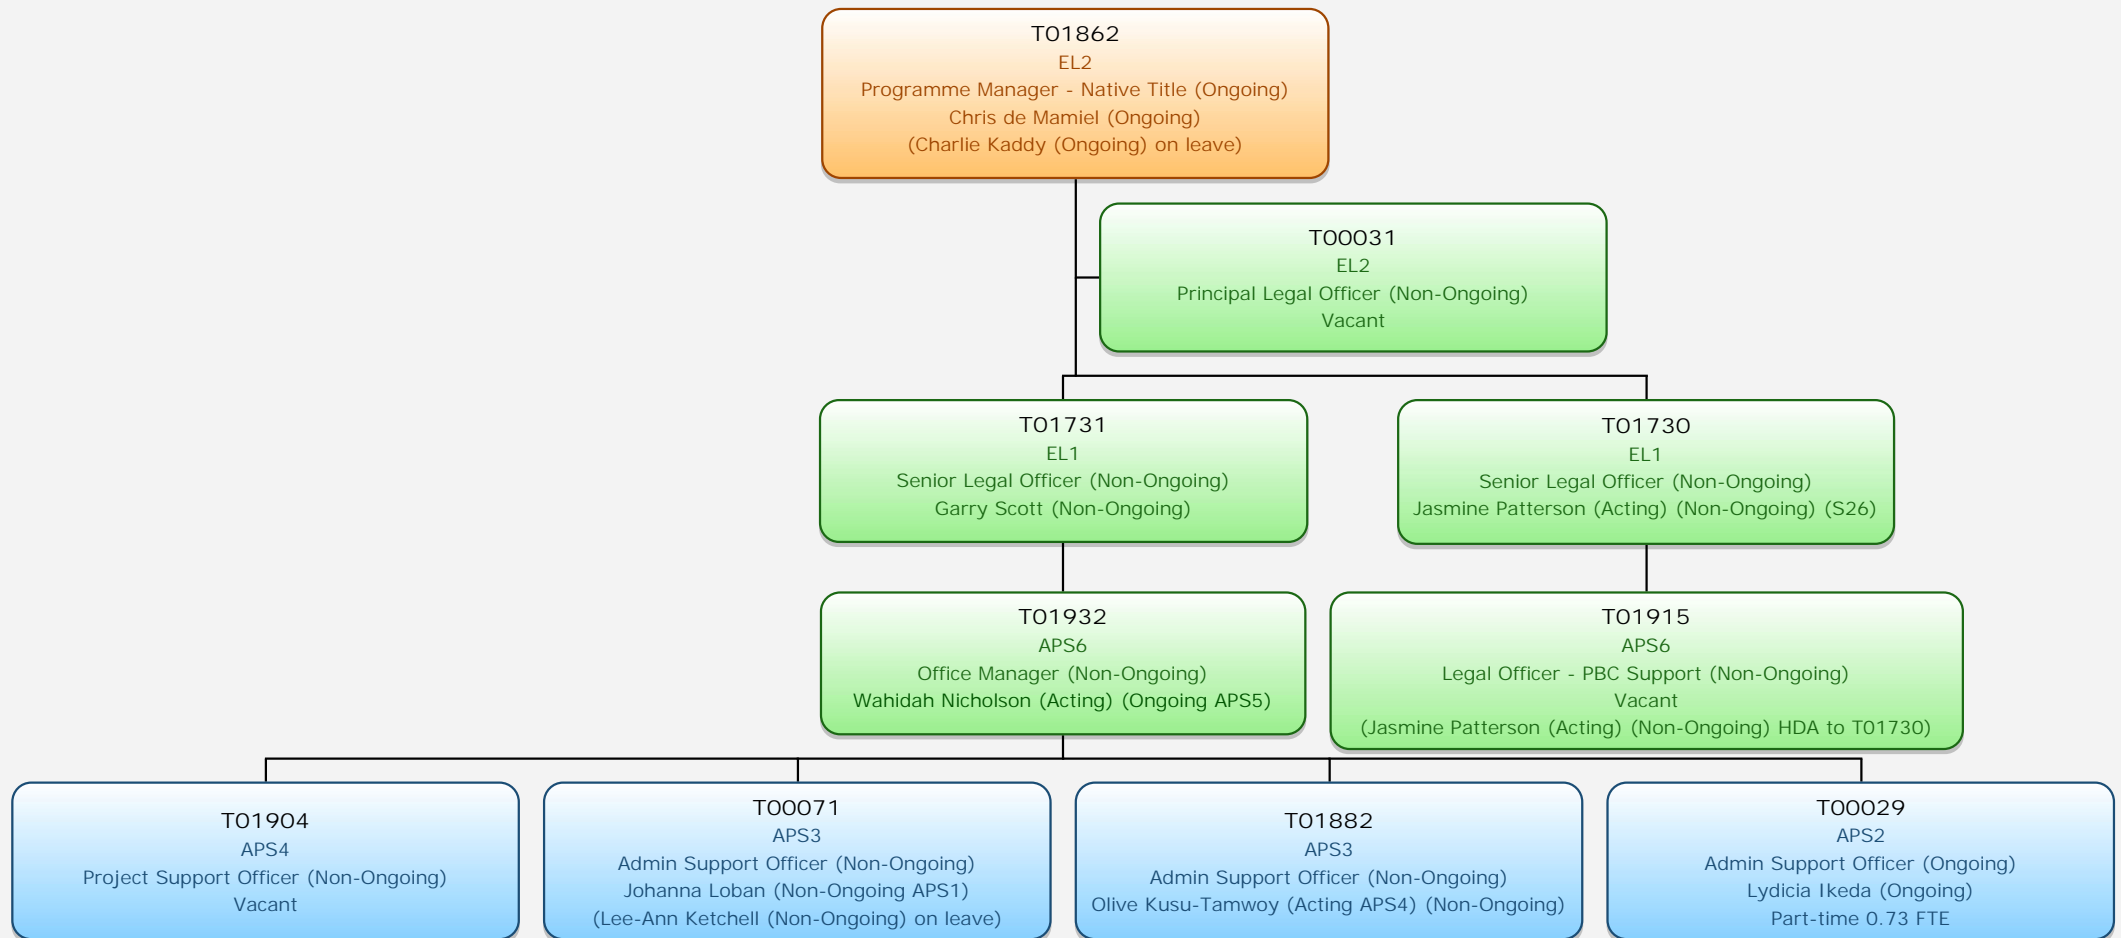 T01862
EL2
Programme Manager - Native Title (Ongoing)
Chris de Mamiel (Ongoing)
(Charlie Kaddy (Ongoing) on leave)
T00031
EL2
Principal Legal Officer (Non-Ongoing)
Vacant
T01731
EL1
Senior Legal Officer (Non-Ongoing)
Garry Scott (Non-Ongoing)
T01730
EL1
Senior Legal Officer (Non-Ongoing)
Jasmine Patterson (Acting) (Non-Ongoing) (S26)
T01932
APS6
Office Manager (Non-Ongoing)
Wahidah Nicholson (Acting) (Ongoing APS5)
T01915
APS6
Legal Officer - PBC Support (Non-Ongoing)
Vacant
(Jasmine Patterson (Acting) (Non-Ongoing) HDA to T01730)
T01904
APS4
Project Support Officer (Non-Ongoing)
Vacant
T00071
APS3
Admin Support Officer (Non-Ongoing)
Johanna Loban (Non-Ongoing APS1)
(Lee-Ann Ketchell (Non-Ongoing) on leave)
T01882
APS3
Admin Support Officer (Non-Ongoing)
Olive Kusu-Tamwoy (Acting APS4) (Non-Ongoing)
T00029
APS2
Admin Support Officer (Ongoing)
Lydicia Ikeda (Ongoing)
Part-time 0.73 FTE